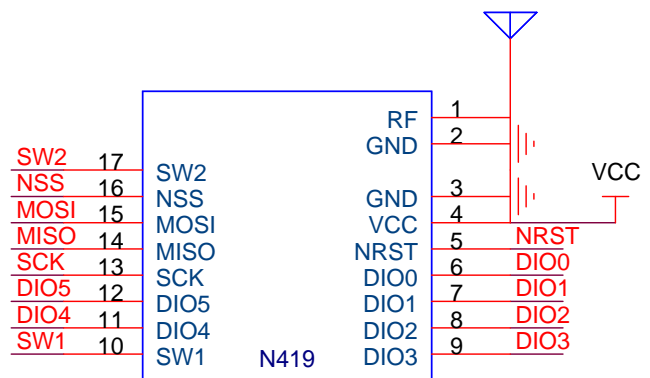 RF 1
GND 2
VCC
SW2 17 SW2
NSS 16 NSS GND 3
MOSI 15 MOSI VCC 4
MISO 14 MISO NRST 5 NRST
SCK 13 SCK DIO0 6 DIO0
DIO5 12 DIO5 DIO1 7 DIO1
DIO4 11 DIO4 DIO2 8 DIO2
SW1 10 SW1 N419 DIO3 9 DIO3